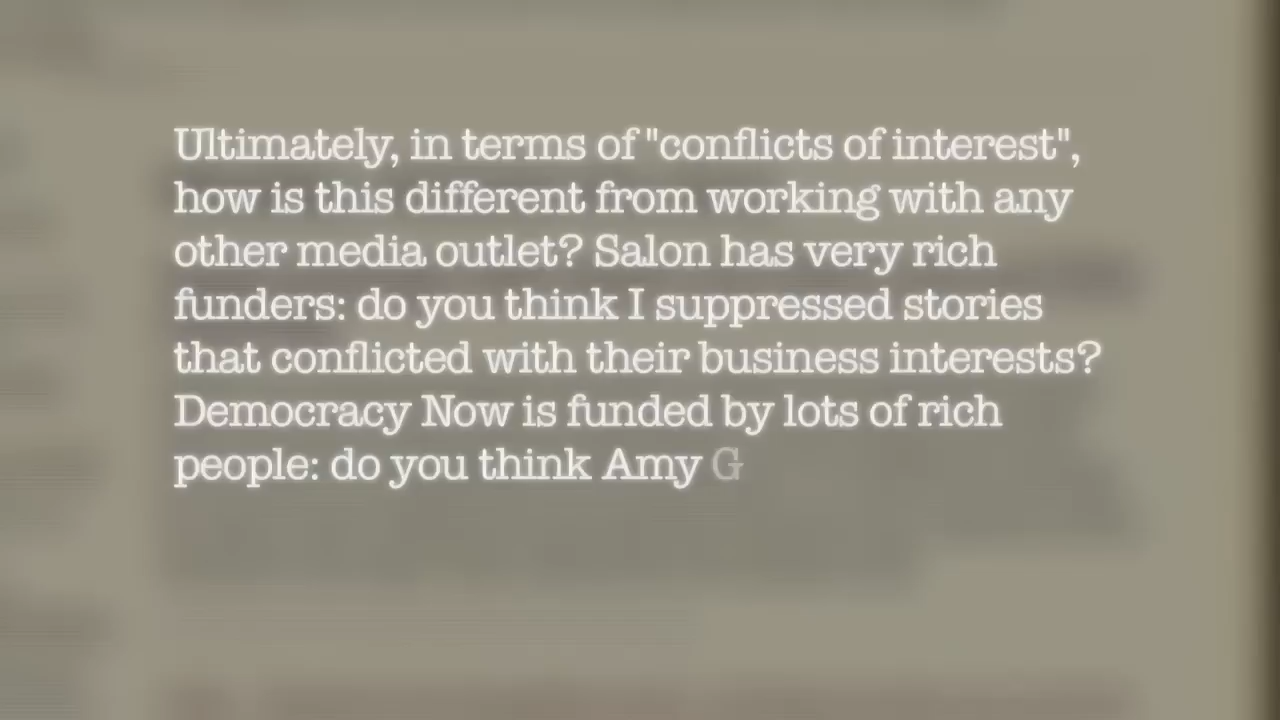 Ultimately, in terms of "conflicts of interest",
how is this different from working with any
other media outlet? Salon has very rich
funders: do you think I suppressed stories
that conflicted with their business interests?
Democracy Now is funded by lots of rich
people: do you think Amy G